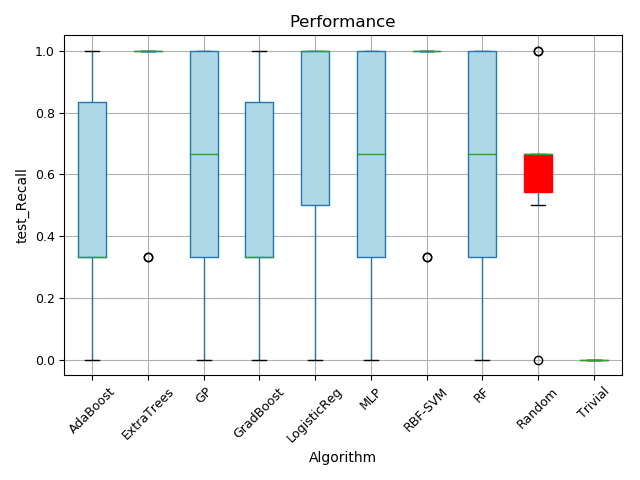 Performance
test_Recall
1.0
0.8
0.6
0.4
0.2
0.0
AdaBoost
ExtraTrees
GP
GradBoost
LogisticReg
MLP
RBF-SVM
RF
Random
Trivial
Algorithm